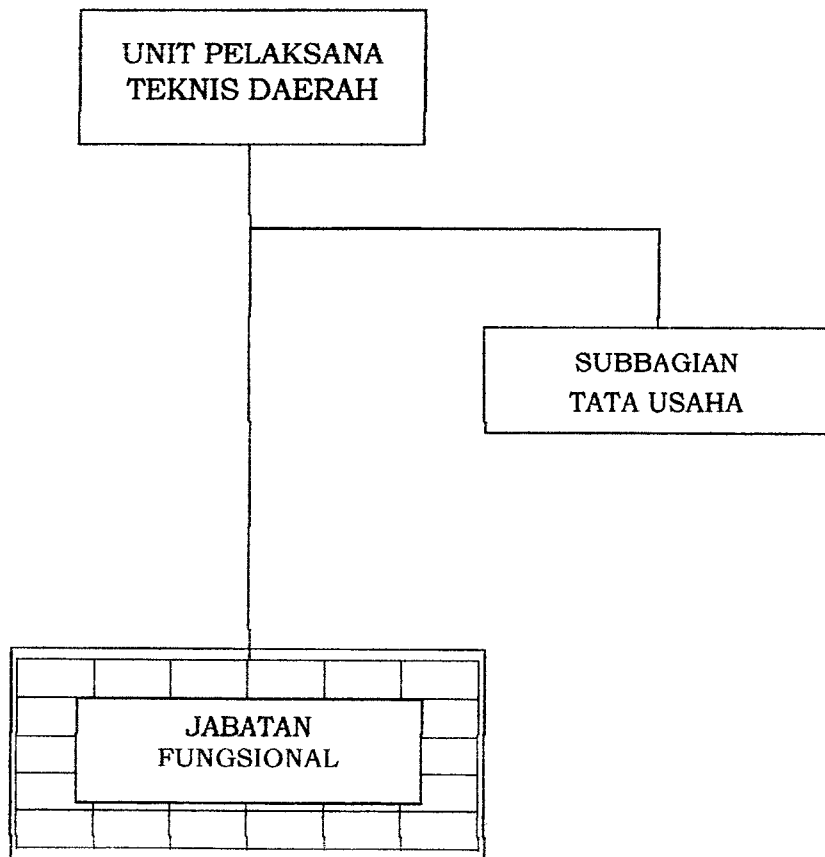 UNIT PELAKSANA
TEKNIS DAERAH
SUBBAGIAN
TATA USAHA
JABATAN
FUNGSIONAL